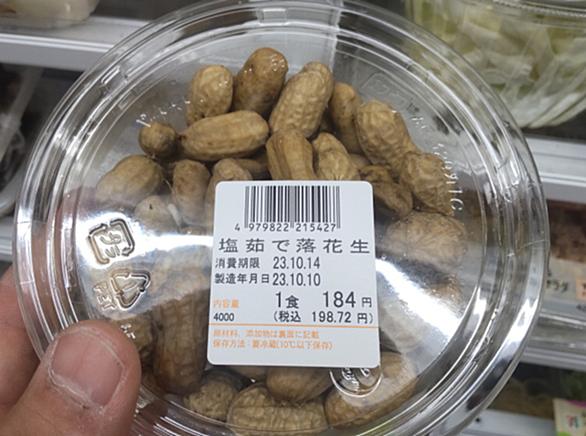 4 979822 215427
塩茹で落花生
消費期限 23.10.14
製造年月日 23.10.10
内容量 1食 184円
4000 (税込 198.72円)
原材料、添加物は裏面に記載
保存方法:要冷蔵(10℃以下保存)
プラ